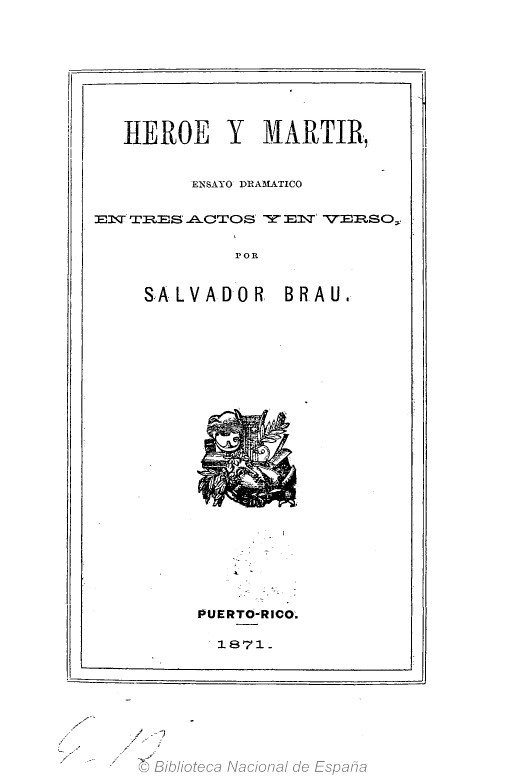 HEROE Y MARTIR,
ENSAYO DRAMATICO
EN TRES ACTOS Y EN VERSO,
POR
SALVADOR BRAU.
PUERTO-RICO.
1871.
© Biblioteca Nacional de España